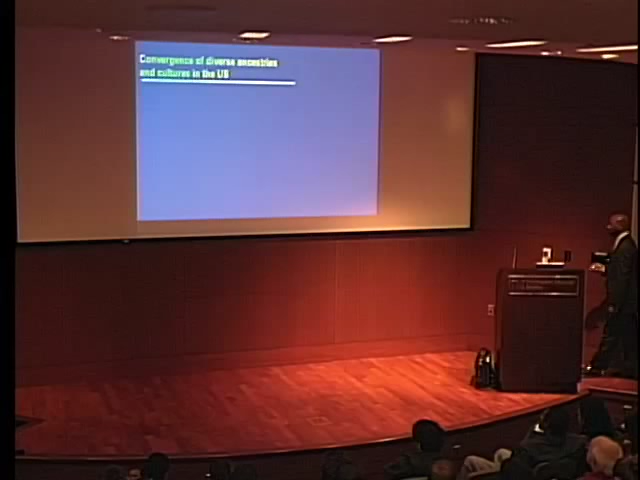 Convergence of diverse ancestries
and cultures in the US